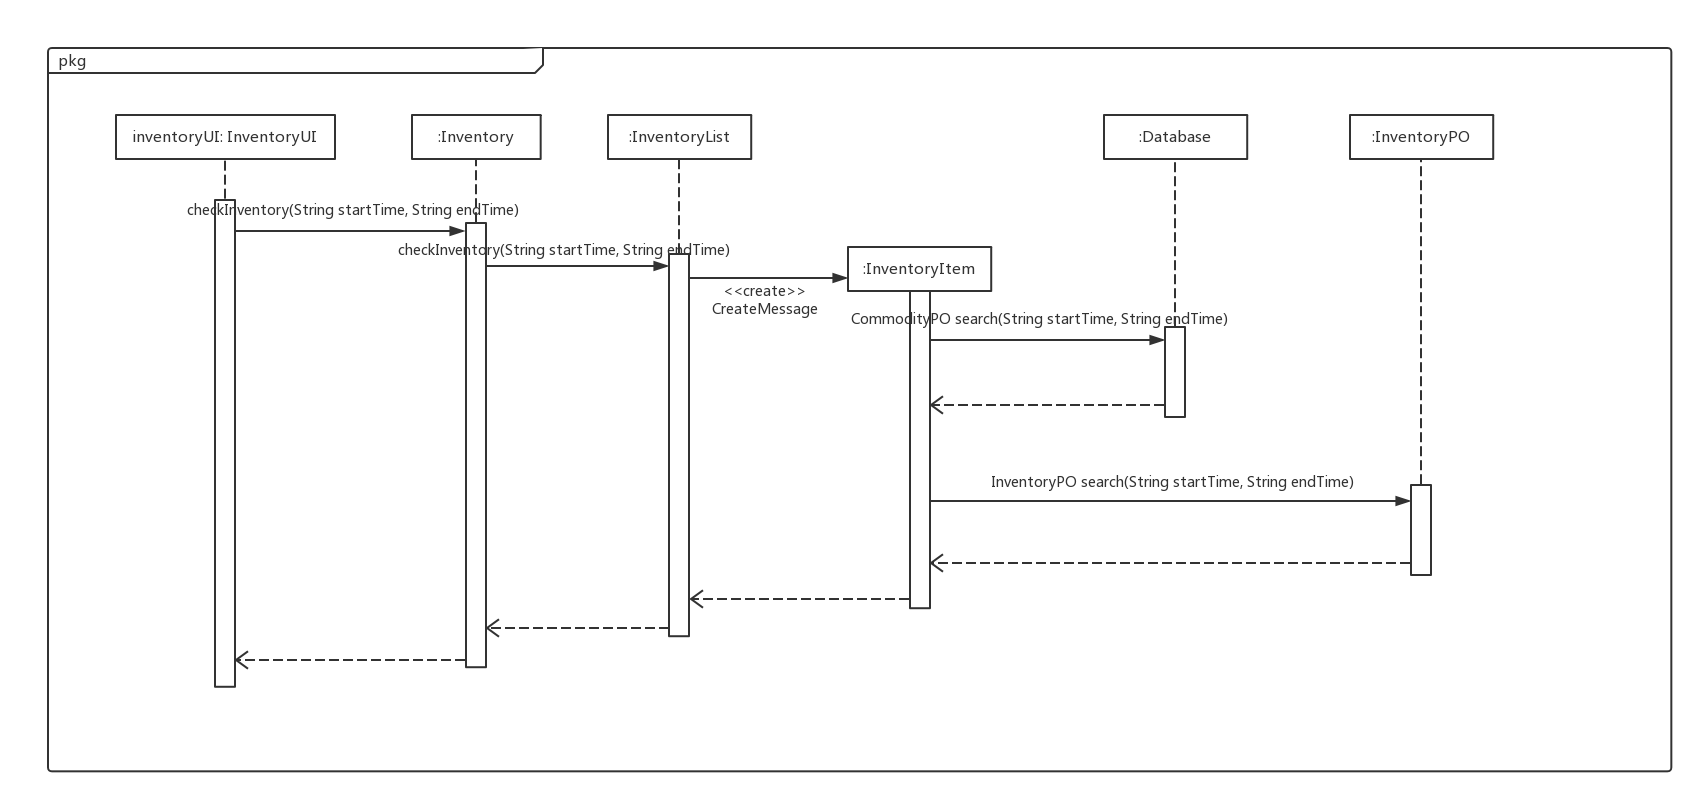 pkg
inventoryUI: InventoryUI
:Inventory
:InventoryList
:Database
:InventoryPO
checkInventory(String startTime, String endTime)
checkInventory(String startTime, String endTime)
:InventoryItem
<<create>>
CreateMessage
CommodityPO search(String startTime, String endTime)
InventoryPO search(String startTime, String endTime)